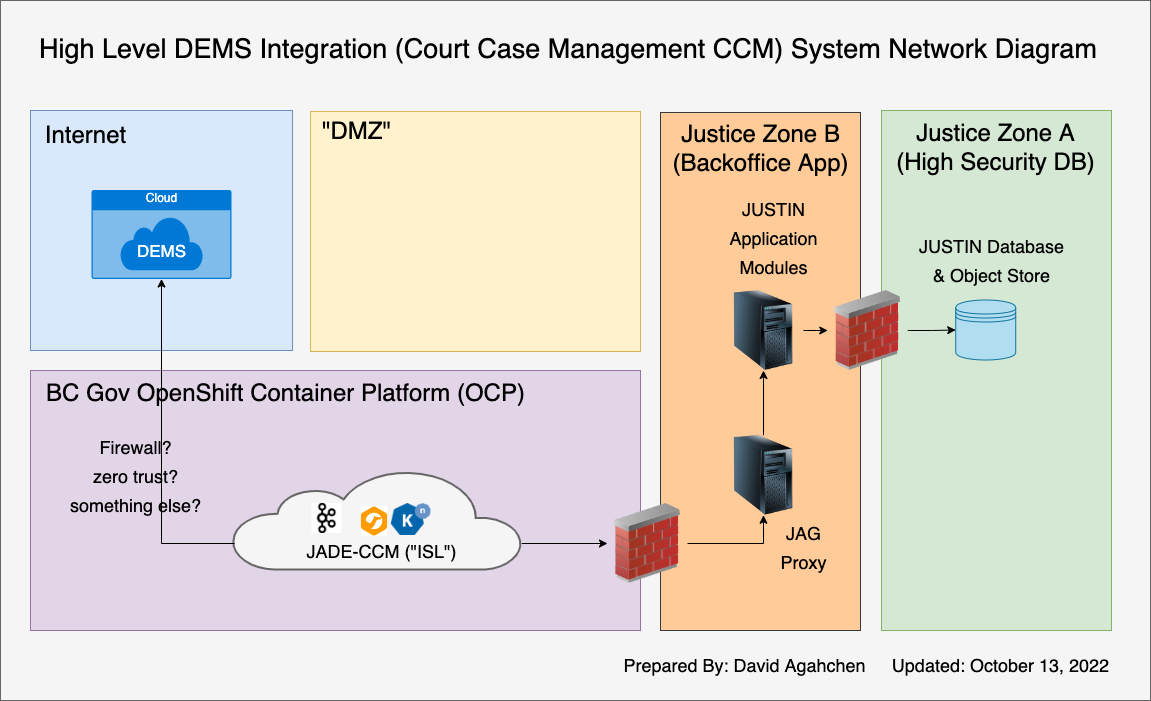 High Level DEMS Integration (Court Case Management CCM) System Network Diagram
Internet
Cloud
DEMS
"DMZ"
Justice Zone B
(Backoffice App)
JUSTIN
Application
Modules
Justice Zone A
(High Security DB)
JUSTIN Database
& Object Store
BC Gov OpenShift Container Platform (OCP)
Firewall?
zero trust?
something else?
K
n
JADE-CCM ("ISL")
JAG
Proxy
Prepared By: David Agahchen
Updated: October 13, 2022